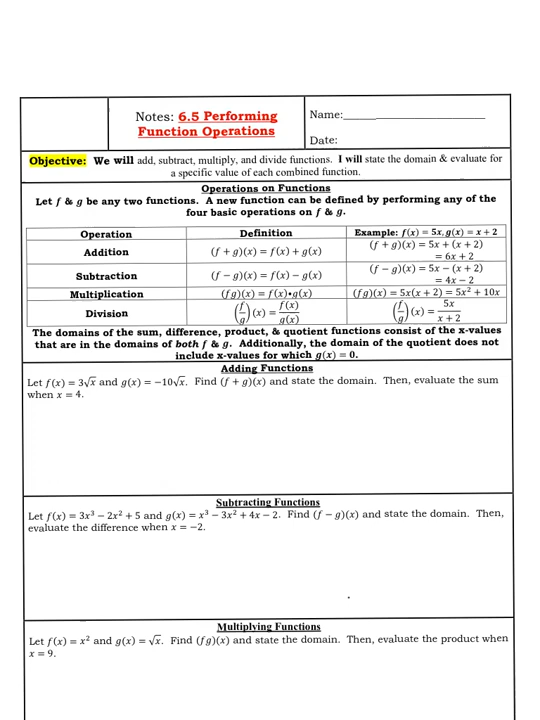 Notes: 6.5 Performing
Function Operations
Name:
Date:
Objective: We will add, subtract, multiply, and divide functions. I will state the domain & evaluate for
a specific value of each combined function.
Operations on Functions
Let f & g be any two functions. A new function can be defined by performing any of the
four basic operations on f & g.
Operation Definition Example: f(x) = 5x, g(x) = x + 2
Addition (f + g)(x) = f(x) + g(x) (f + g)(x) = 5x + (x + 2)
= 6x + 2
Subtraction (f − g)(x) = f(x) − g(x) (f − g)(x) = 5x − (x + 2)
= 4x − 2
Multiplication (fg)(x) = f(x)•g(x) (fg)(x) = 5x(x + 2) = 5x² + 10x
Division (f/g)(x) = f(x)/g(x) (f/g)(x) = 5x/x + 2
The domains of the sum, difference, product, & quotient functions consist of the x-values
that are in the domains of both f & g. Additionally, the domain of the quotient does not
include x-values for which g(x) = 0.
Adding Functions
Let f(x) = 3√x and g(x) = −10√x. Find (f + g)(x) and state the domain. Then, evaluate the sum
when x = 4.
Subtracting Functions
Let f(x) = 3x³ − 2x² + 5 and g(x) = x³ − 3x² + 4x − 2. Find (f − g)(x) and state the domain. Then,
evaluate the difference when x = −2.
Multiplying Functions
Let f(x) = x² and g(x) = √x. Find (fg)(x) and state the domain. Then, evaluate the product when
x = 9.